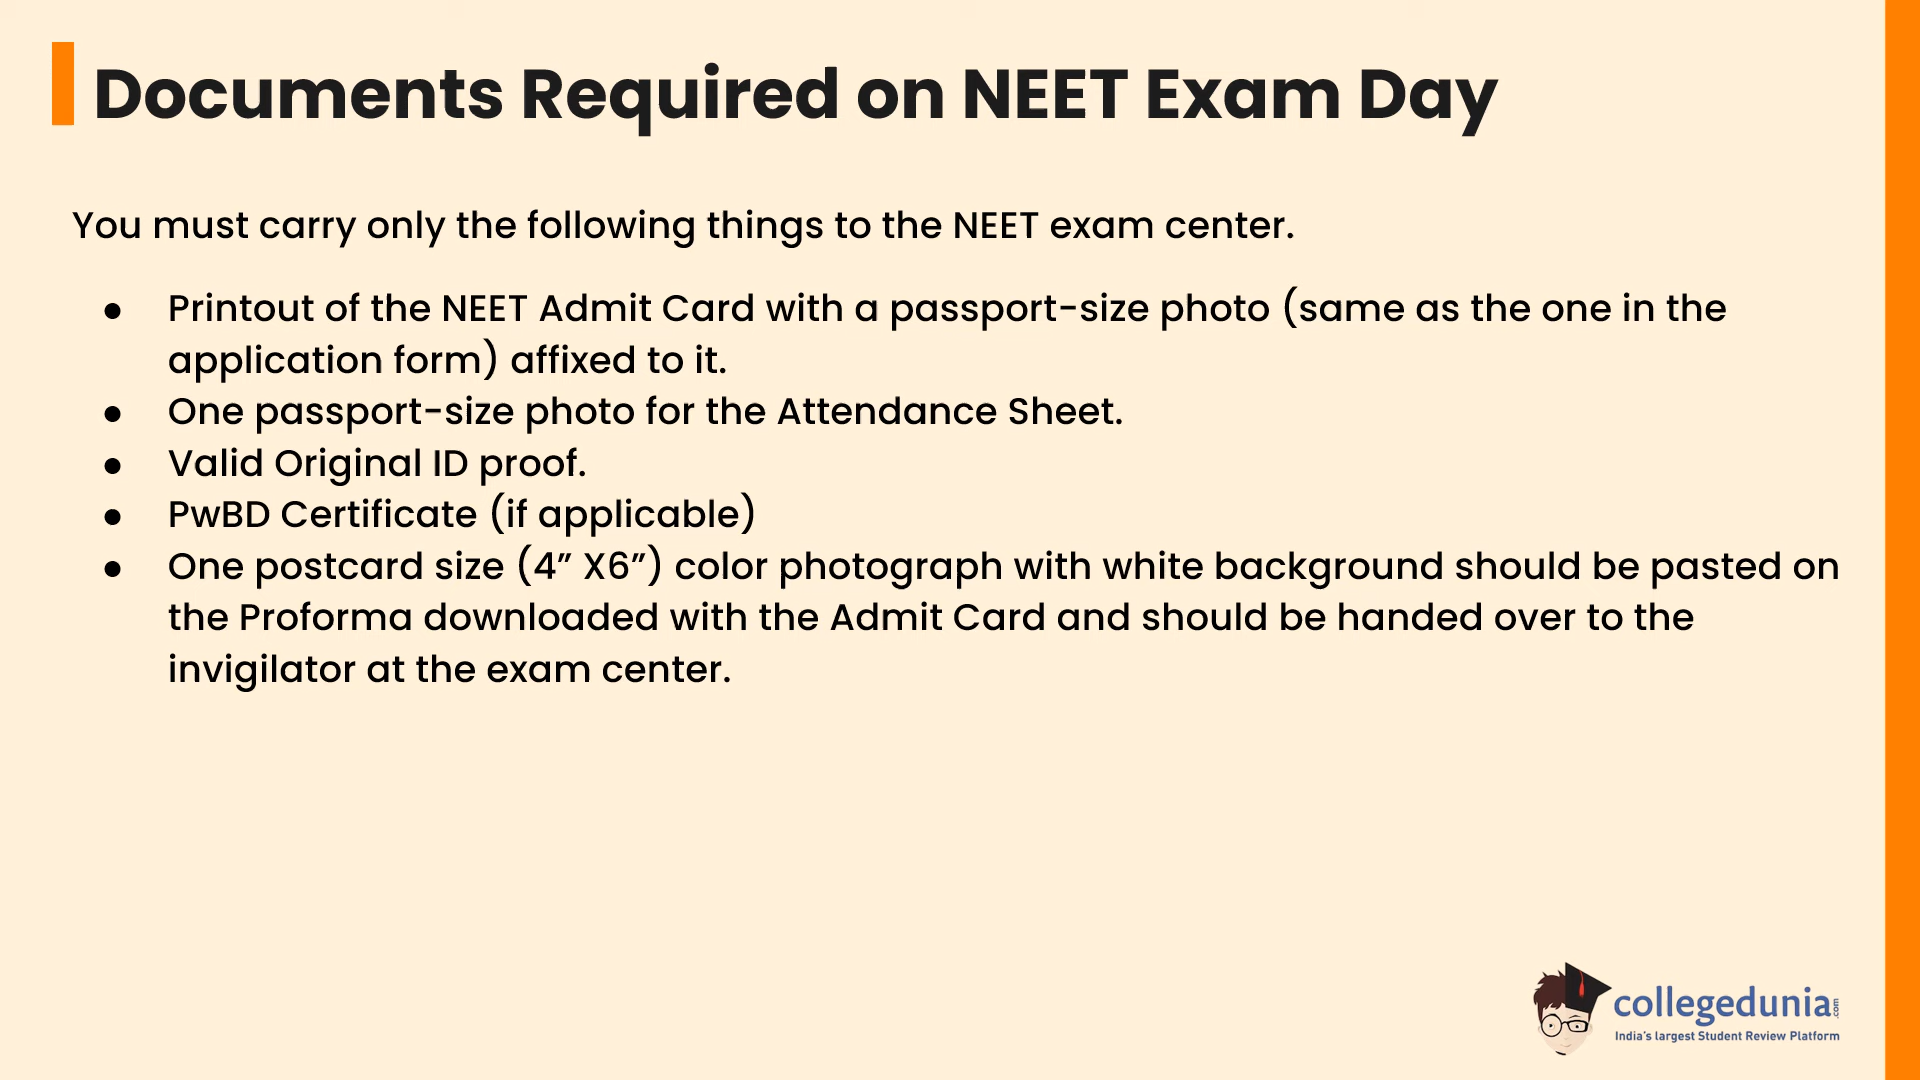 Documents Required on NEET Exam Day
You must carry only the following things to the NEET exam center.
● Printout of the NEET Admit Card with a passport-size photo (same as the one in the
application form) affixed to it.
● One passport-size photo for the Attendance Sheet.
● Valid Original ID proof.
● PwBD Certificate (if applicable)
● One postcard size (4” X6”) color photograph with white background should be pasted on
the Proforma downloaded with the Admit Card and should be handed over to the
invigilator at the exam center.
collegedunia.com
India's largest Student Review Platform